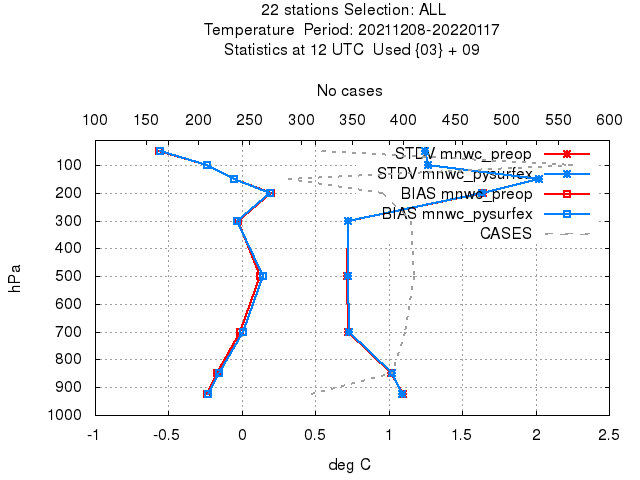 22 stations Selection: ALL
Temperature Period: 20211208-20220117
Statistics at 12 UTC Used {03} + 09
No cases
100 150 200 250 300 350 400 450 500 550 600
STDV mnwc_preop
STDV mnwc_pysurfex
BIAS mnwc_preop
BIAS mnwc_pysurfex
CASES
100
200
300
400
500
600
700
800
900
1000
hPa
-1 -0.5 0 0.5 1 1.5 2 2.5
deg C